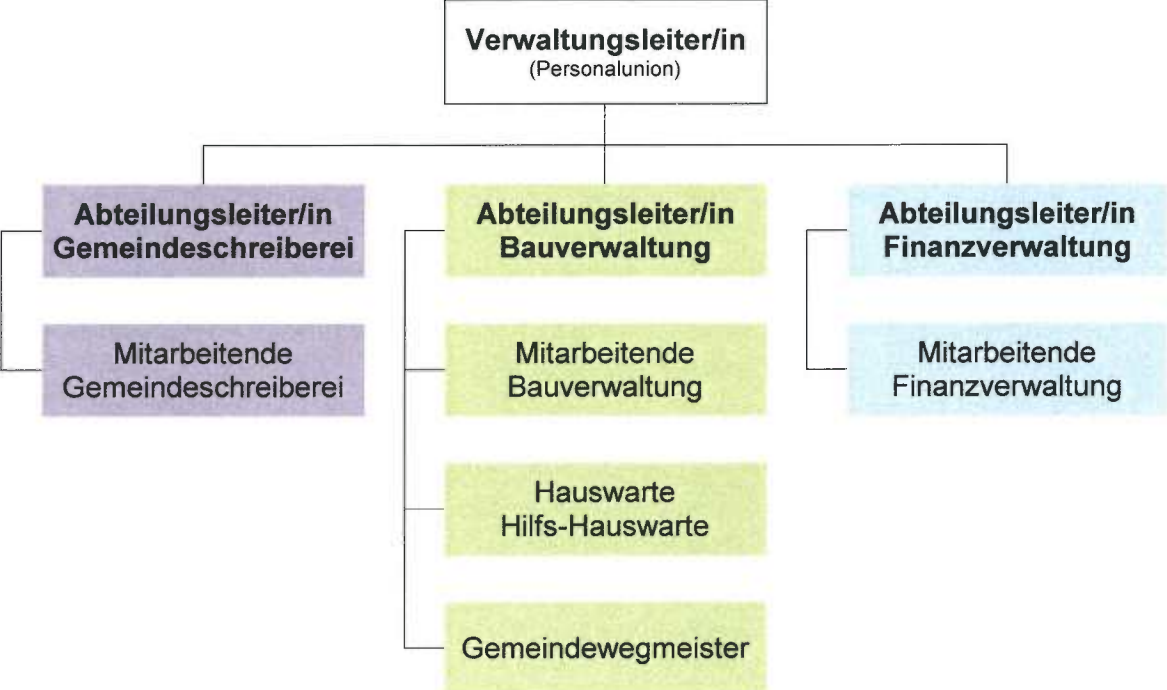 Verwaltungsleiter/in
(Personalunion)
Abteilungsleiter/in
Gemeindeschreiberei
Abteilungsleiter/in
Bauverwaltung
Abteilungsleiter/in
Finanzverwaltung
Mitarbeitende
Gemeindeschreiberei
Mitarbeitende
Bauverwaltung
Mitarbeitende
Finanzverwaltung
Hauswarte
Hilfs-Hauswarte
Gemeindewegmeister